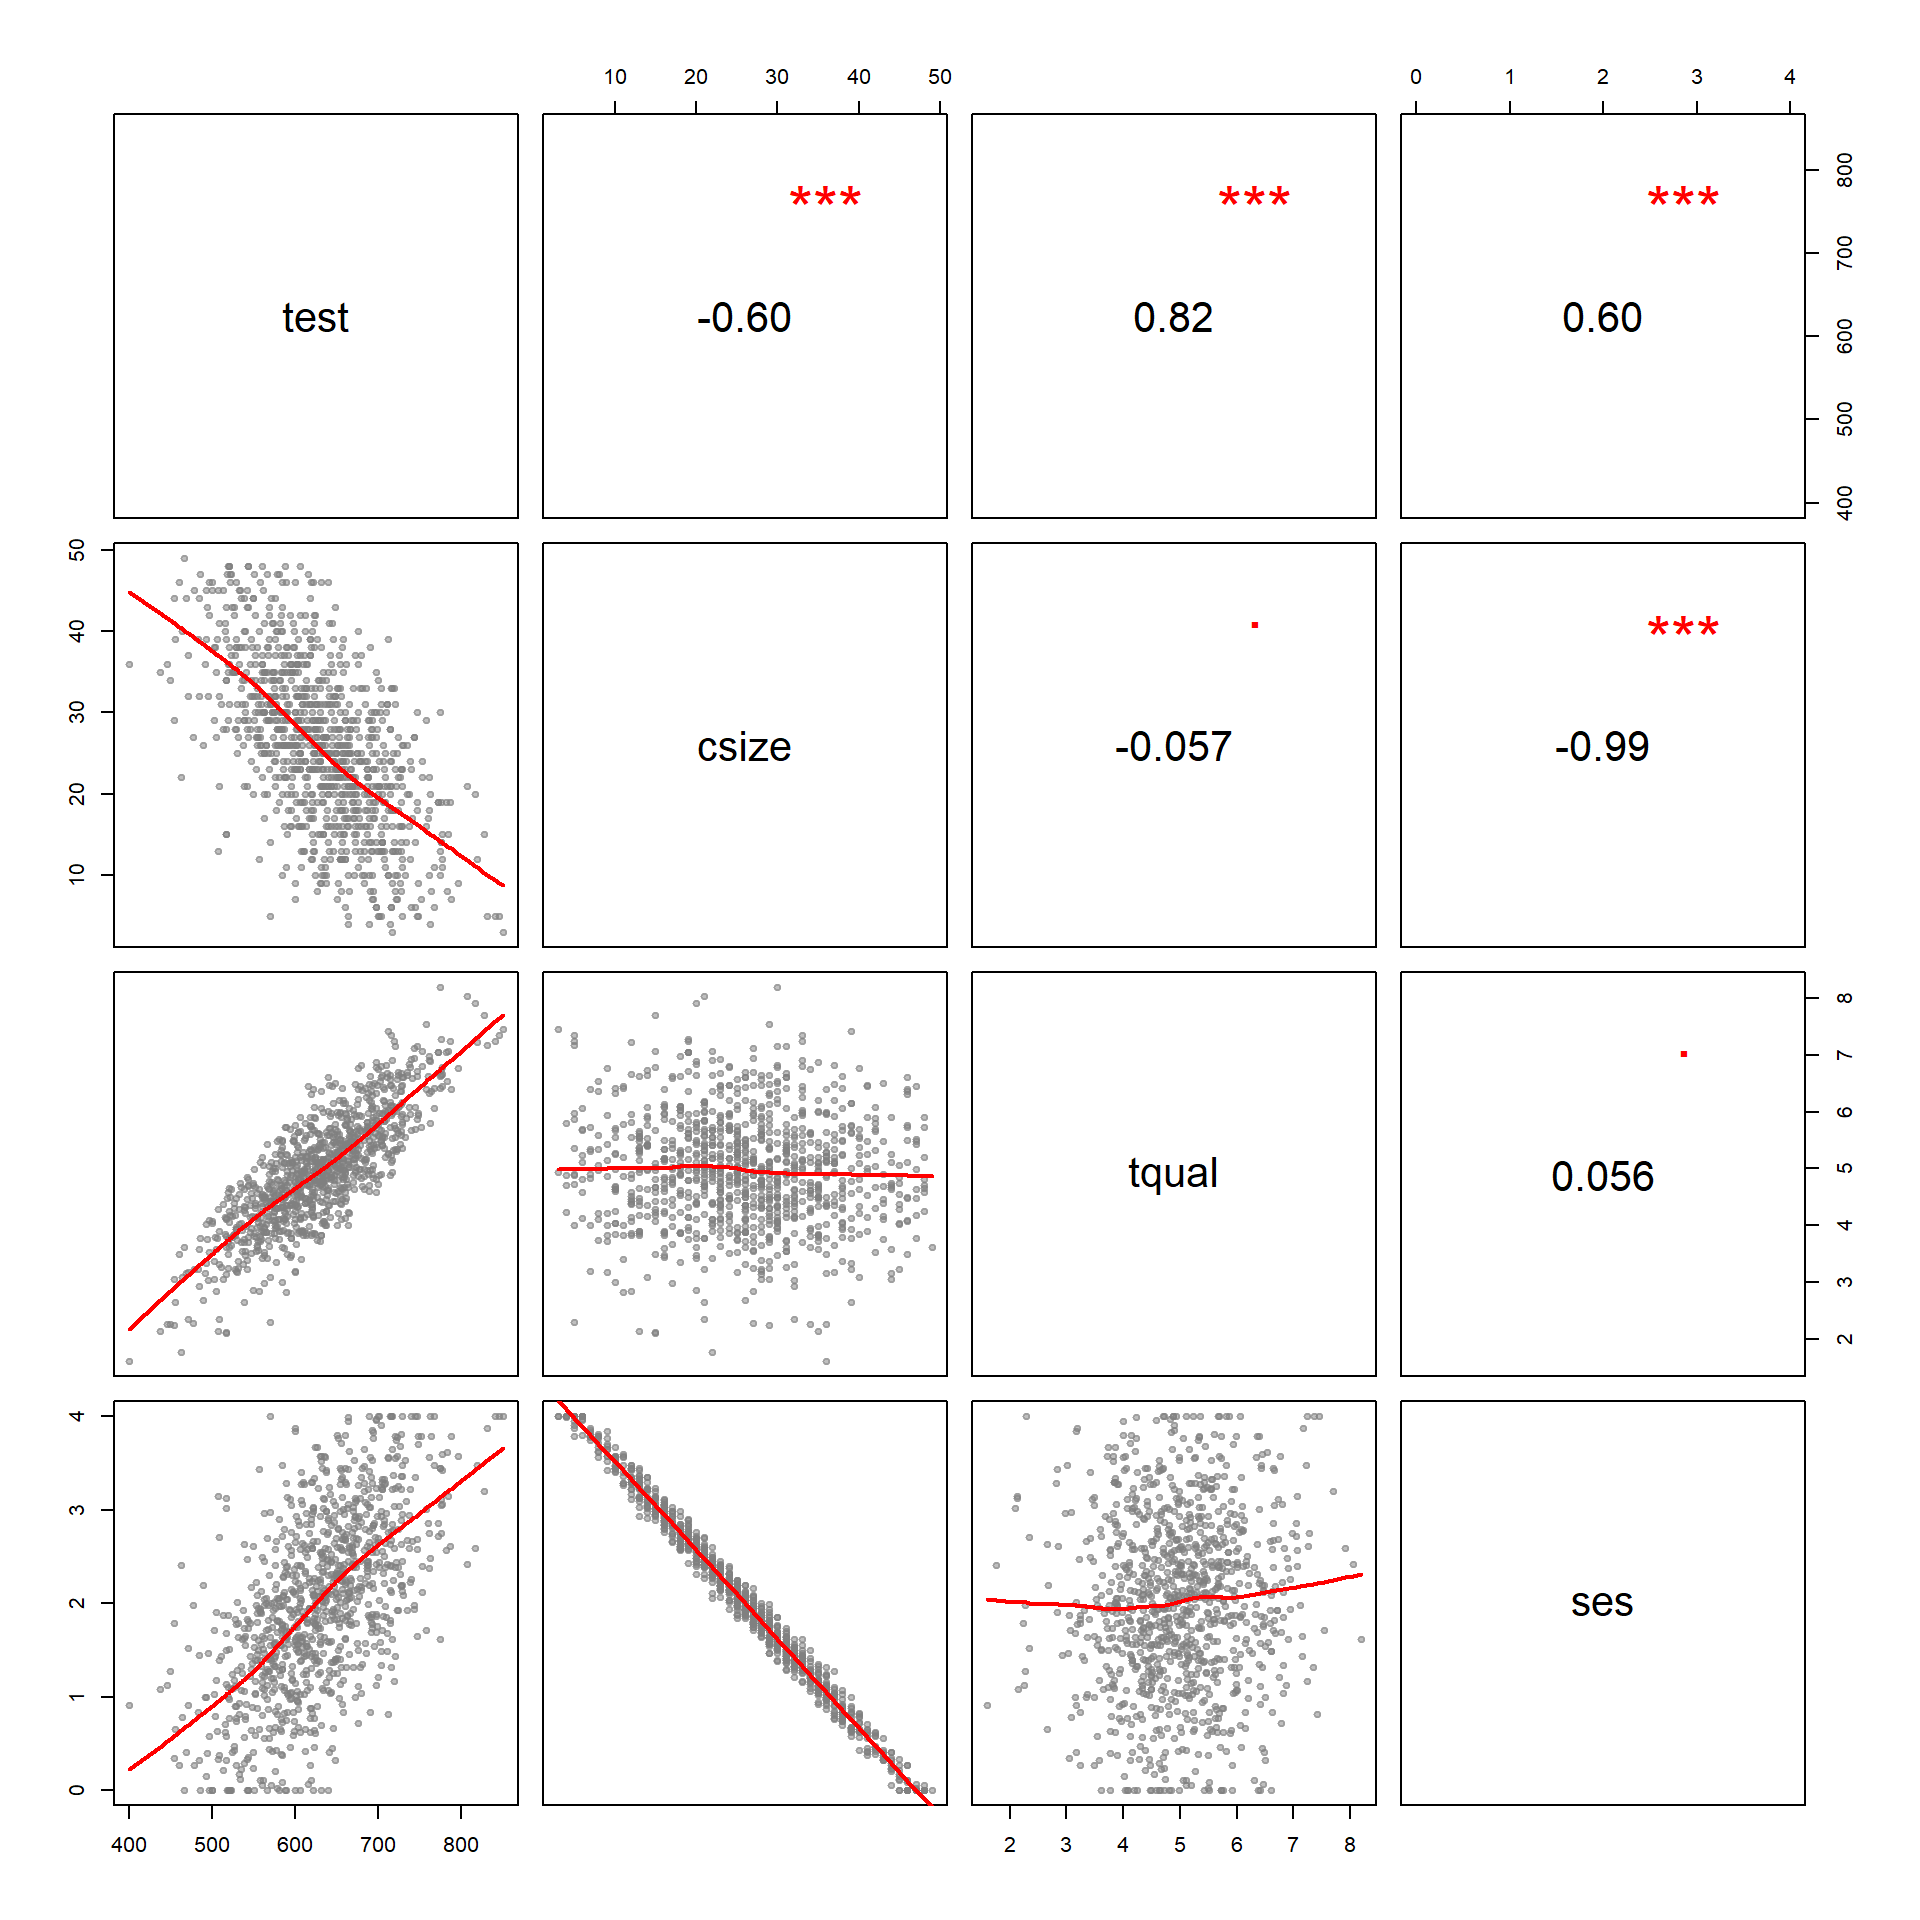 10 20 30 40 50 0 1 2 3 4
*** *** ***
test -0.60 0.82 0.60
400 500 600 700 800
10 20 30 40 50
. ***
csize -0.057 -0.99
.
tqual 0.056
2 3 4 5 6 7 8
0 1 2 3 4
ses
400 500 600 700 800 2 3 4 5 6 7 8